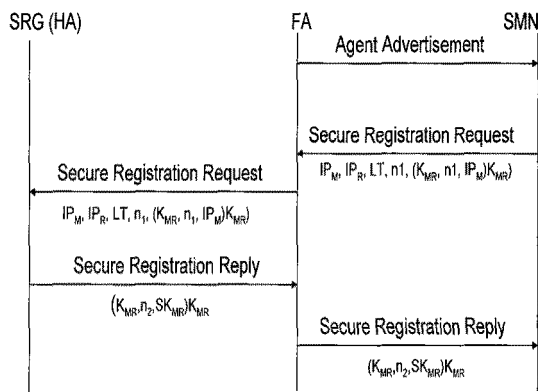 SRG (HA) FA SMN
Agent Advertisement
Secure Registration Request
IP_M, IP_R, LT, n1, (K_MR, n1, IP_M)K_MR)
Secure Registration Request
IP_M, IP_R, LT, n_1, (K_MR, n_1, IP_M)K_MR)
Secure Registration Reply
(K_MR,n_2,SK_MR)K_MR
Secure Registration Reply
(K_MR,n_2,SK_MR)K_MR